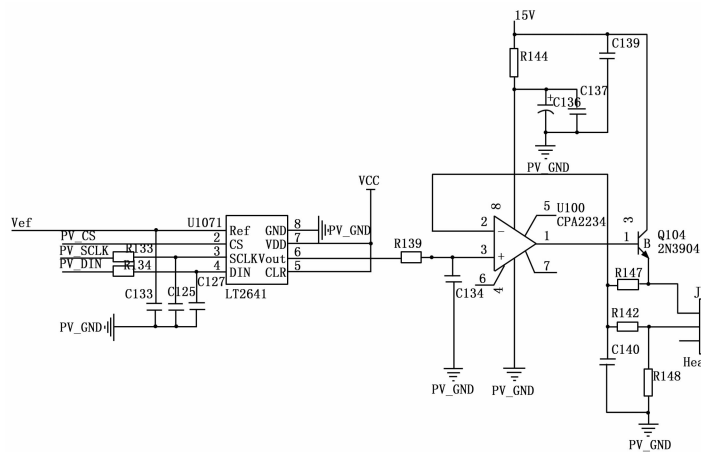 15V
C139
R144
C137
C136
PV_GND
VCC
8
5
U100
CPA2234
3
Q104
2N3904
Vef
U1071
Ref
GND
8
PV_GND
2
1
1
B
PV_CS
2
CS
VDD
7
PV_SCLK
R133
3
SCLK
Vout
6
R139
3
PV_DIN
R134
4
DIN
CLR
5
6
7
4
R147
J
C127
C133
C125
LT2641
C134
R142
PV_GND
C140
Hea
R148
PV_GND
PV_GND
PV_GND